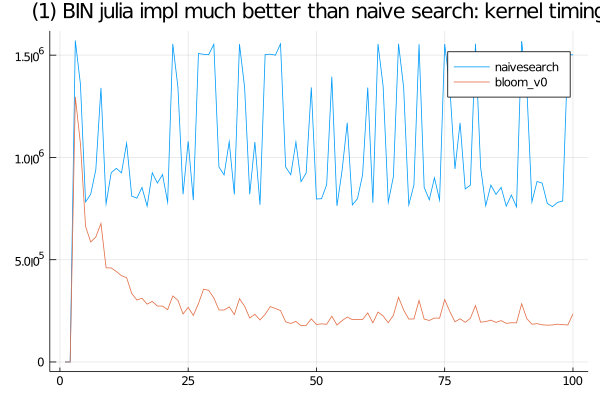 (1) BIN julia impl much better than naive search: kernel timing
1.5×10⁶
naivesearch
bloom_v0
1.0×10⁶
5.0×10⁵
0
0 25 50 75 100